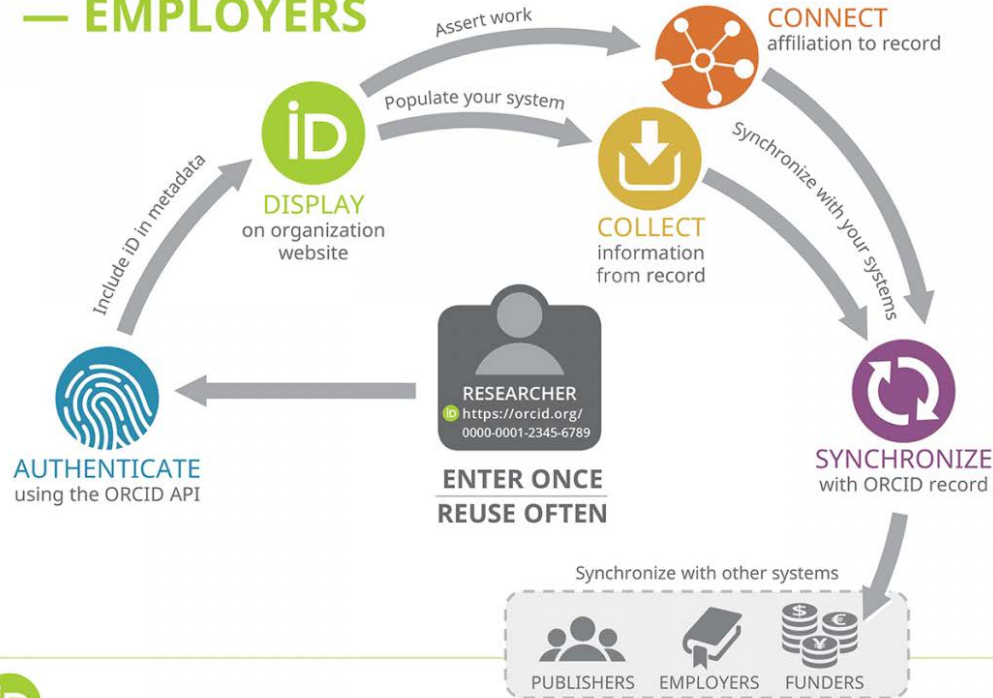 — EMPLOYERS
Assert work
CONNECT
affiliation to record
Populate your system
iD
DISPLAY
on organization
website
Include iD in metadata
COLLECT
information
from record
Synchronize with your systems
RESEARCHER
iD https://orcid.org/
0000-0001-2345-6789
AUTHENTICATE
using the ORCID API
ENTER ONCE
REUSE OFTEN
SYNCHRONIZE
with ORCID record
Synchronize with other systems
$ € ¥
PUBLISHERS EMPLOYERS FUNDERS
iD